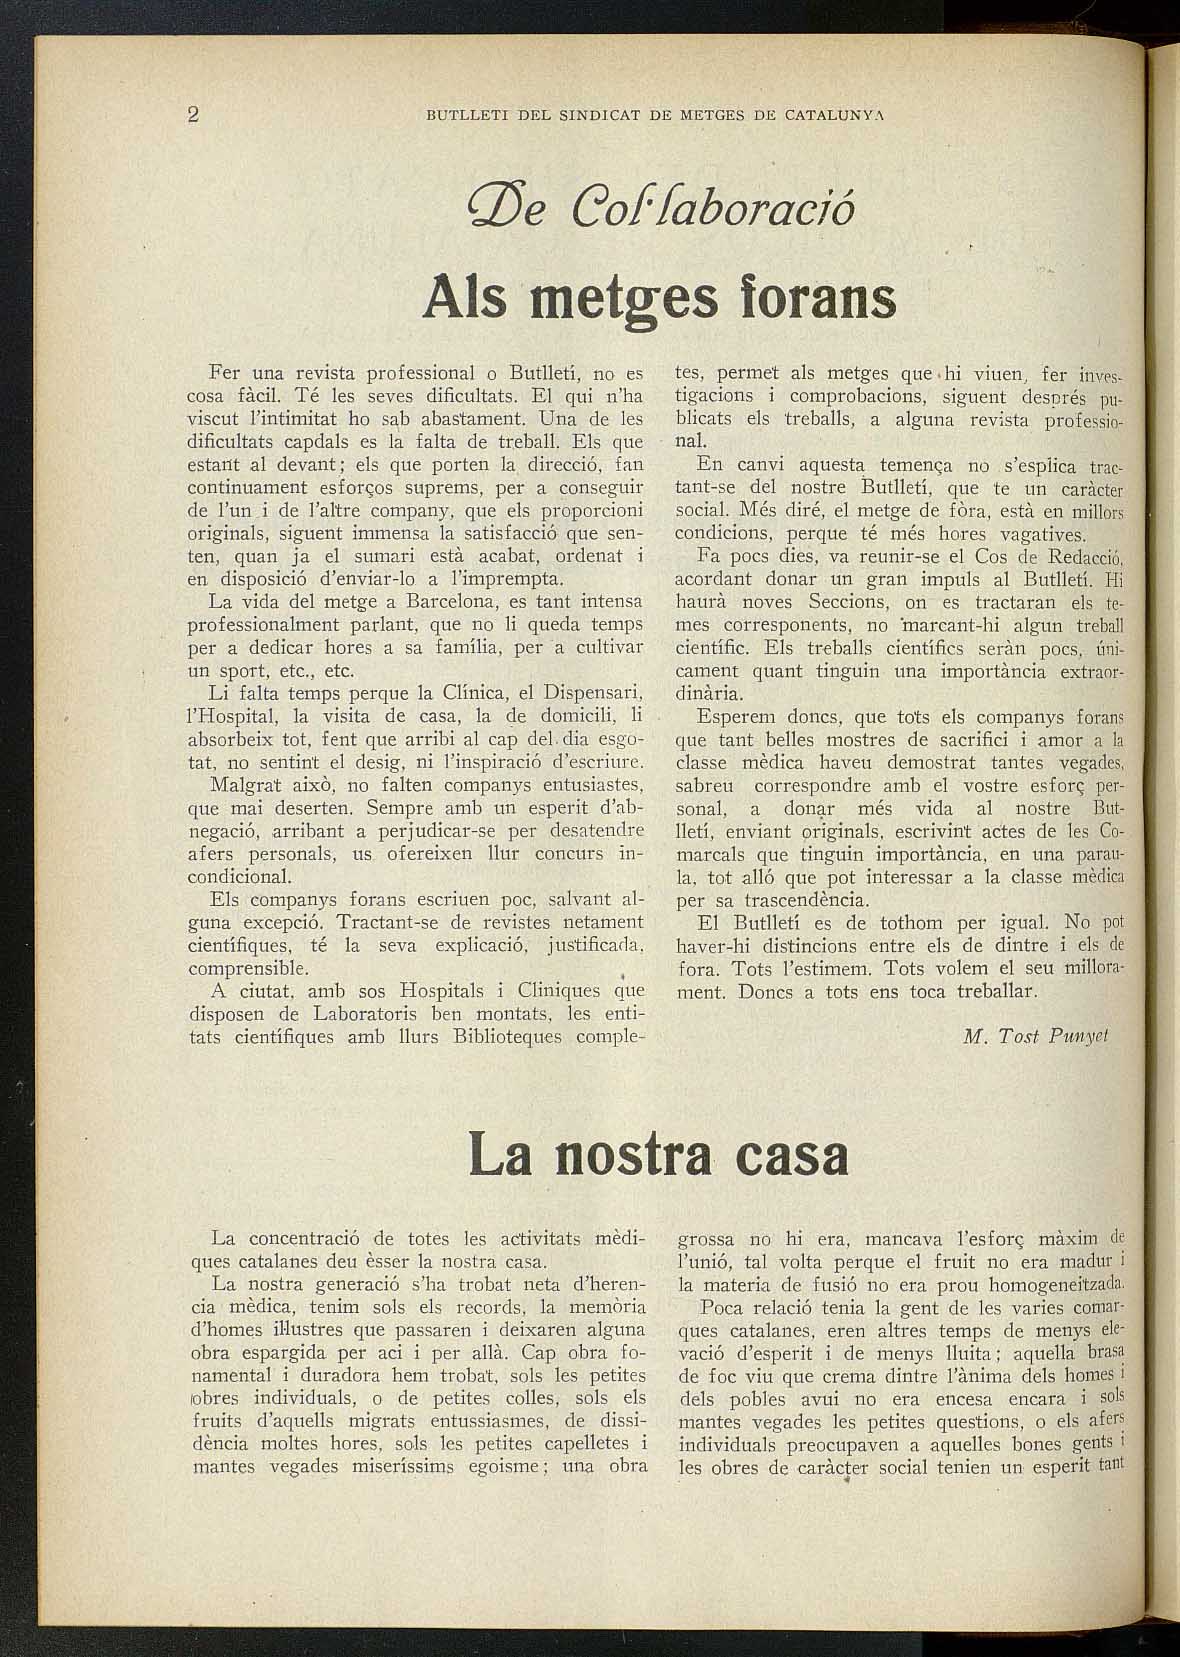 2
BUTLLETI DEL SINDICAT DE METGES DE CATALUNYA
De Col·laboració
Als metges forans
Fer una revista professional o Butlletí, no es
cosa fàcil. Té les seves dificultats. El qui n'ha
viscut l'intimitat ho sab abastament. Una de les
dificultats capdals es la falta de treball. Els que
estant al devant; els que porten la direcció, fan
continuament esforços suprems, per a conseguir
de l'un i de l'altre company, que els proporcioni
originals, siguent immensa la satisfacció que sen-
ten, quan ja el sumari està acabat, ordenat i
en disposició d'enviar-lo a l'imprempta.
La vida del metge a Barcelona, es tant intensa
professionalment parlant, que no li queda temps
per a dedicar hores a sa família, per a cultivar
un sport, etc., etc.
Li falta temps perque la Clínica, el Dispensari,
l'Hospital, la visita de casa, la de domicili, li
absorbeix tot, fent que arribi al cap del dia esgo-
tat, no sentint el desig, ni l'inspiració d'escriure.
Malgrat això, no falten companys entusiastes,
que mai deserten. Sempre amb un esperit d'ab-
negació, arribant a perjudicar-se per desatendre
afers personals, us ofereixen llur concurs in-
condicional.
Els companys forans escriuen poc, salvant al-
guna excepció. Tractant-se de revistes netament
científiques, té la seva explicació, justificada,
comprensible.
A ciutat, amb sos Hospitals i Cliniques que
disposen de Laboratoris ben montats, les enti-
tats científiques amb llurs Biblioteques comple-
tes, permet als metges que hi viuen, fer inves-
tigacions i comprobacions, siguent després pu-
blicats els treballs, a alguna revista professio-
nal.
En canvi aquesta temença no s'esplica trac-
tant-se del nostre Butlletí, que te un caràcter
social. Més diré, el metge de fòra, està en millors
condicions, perque té més hores vagatives.
Fa pocs dies, va reunir-se el Cos de Redacció,
acordant donar un gran impuls al Butlletí. Hi
haurà noves Seccions, on es tractaran els te-
mes corresponents, no marcant-hi algun treball
científic. Els treballs científics seràn pocs, úni-
cament quant tinguin una importància extraor-
dinària.
Esperem doncs, que tots els companys forans
que tant belles mostres de sacrifici i amor a la
classe mèdica haveu demostrat tantes vegades,
sabreu correspondre amb el vostre esforç per-
sonal, a donar més vida al nostre But-
lletí, enviant originals, escrivint actes de les Co-
marcals que tinguin importància, en una parau-
la, tot alló que pot interessar a la classe mèdica
per sa trascendència.
El Butlletí es de tothom per igual. No pot
haver-hi distincions entre els de dintre i els de
fora. Tots l'estimem. Tots volem el seu millora-
ment. Doncs a tots ens toca treballar.
M. Tost Punyet
La nostra casa
La concentració de totes les activitats mèdi-
ques catalanes deu èsser la nostra casa.
La nostra generació s'ha trobat neta d'heren-
cia mèdica, tenim sols els records, la memòria
d'homes il·lustres que passaren i deixaren alguna
obra espargida per aci i per allà. Cap obra fo-
namental i duradora hem trobat, sols les petites
obres individuals, o de petites colles, sols els
fruits d'aquells migrats entussiasmes, de dissi-
dència moltes hores, sols les petites capelletes i
mantes vegades miseríssims egoisme; una obra
grossa no hi era, mancava l'esforç màxim de
l'unió, tal volta perque el fruit no era madur i
la materia de fusió no era prou homogeneitzada.
Poca relació tenia la gent de les varies comar-
ques catalanes, eren altres temps de menys ele-
vació d'esperit i de menys lluita; aquella brasa
de foc viu que crema dintre l'ànima dels homes i
dels pobles avui no era encesa encara i sols
mantes vegades les petites questions, o els afers
individuals preocupaven a aquelles bones gents i
les obres de caràcter social tenien un esperit tant